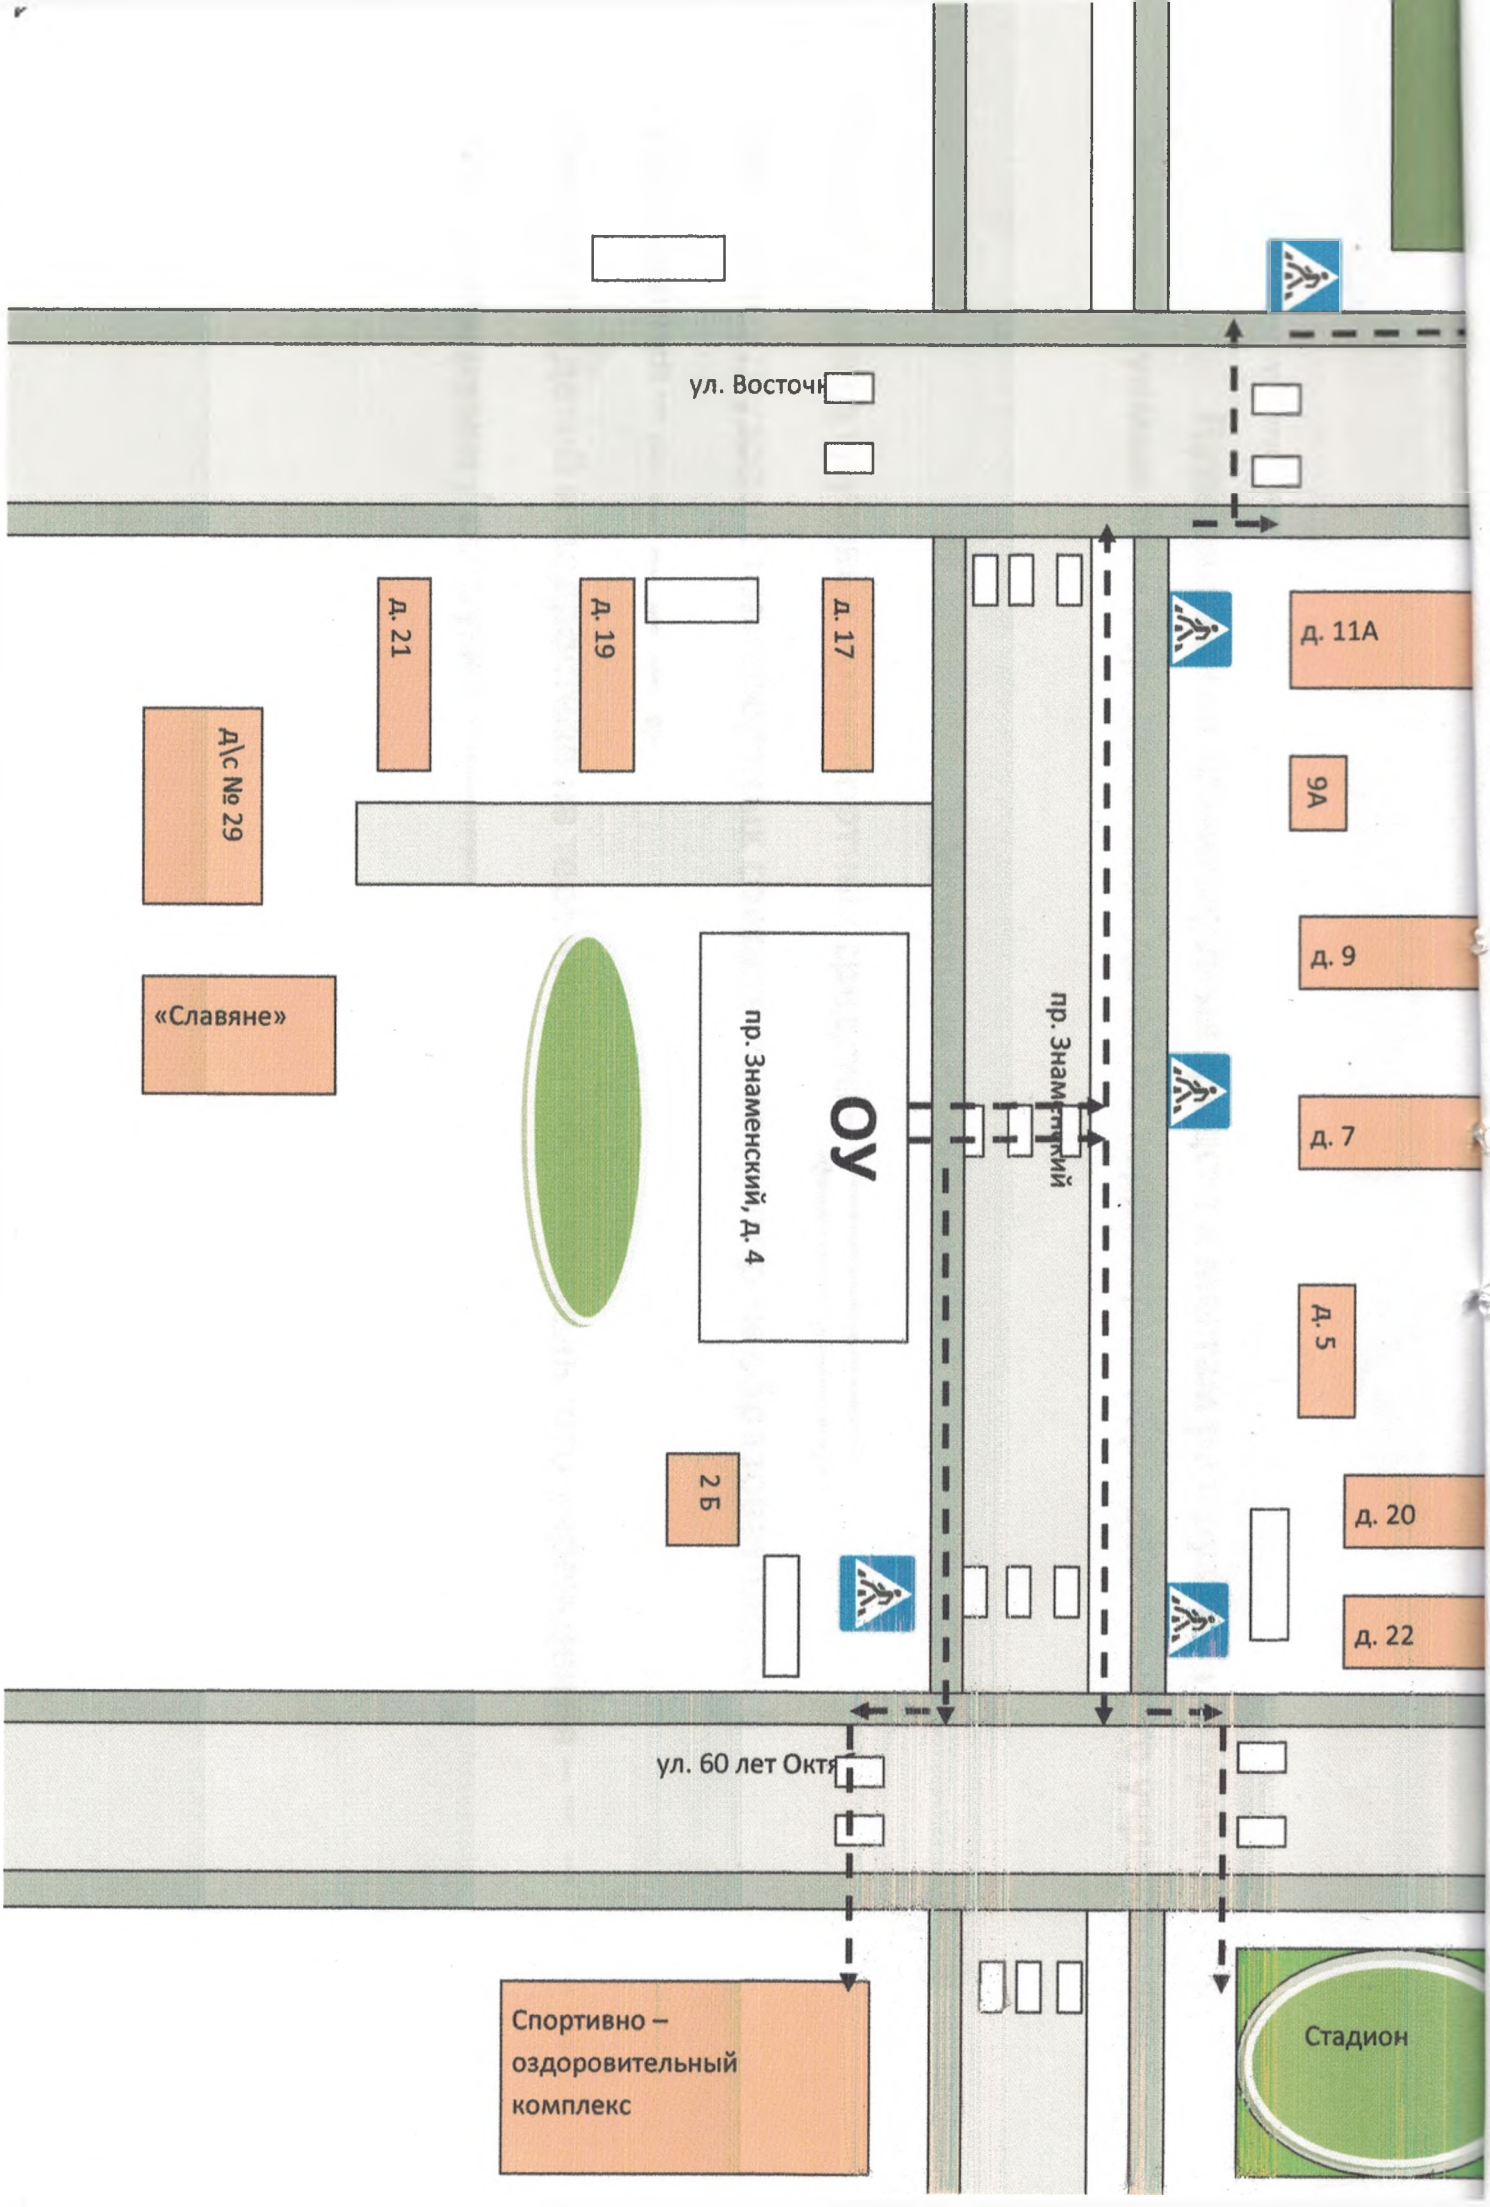 ул. Восточн
д. 21
д. 19
д. 17
д. 11А
д\с № 29
9А
д. 9
«Славяне»
пр. Знаменский
пр. Знаменский, д. 4
ОУ
д. 7
д. 5
2 Б
д. 20
д. 22
ул. 60 лет Октя
Спортивно –
оздоровительный
комплекс
Стадион